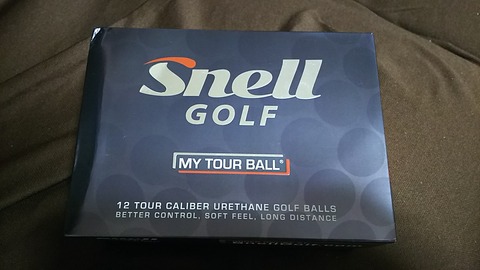 Snell
GOLF
MY TOUR BALL®
12 TOUR CALIBER URETHANE GOLF BALLS
BETTER CONTROL, SOFT FEEL, LONG DISTANCE